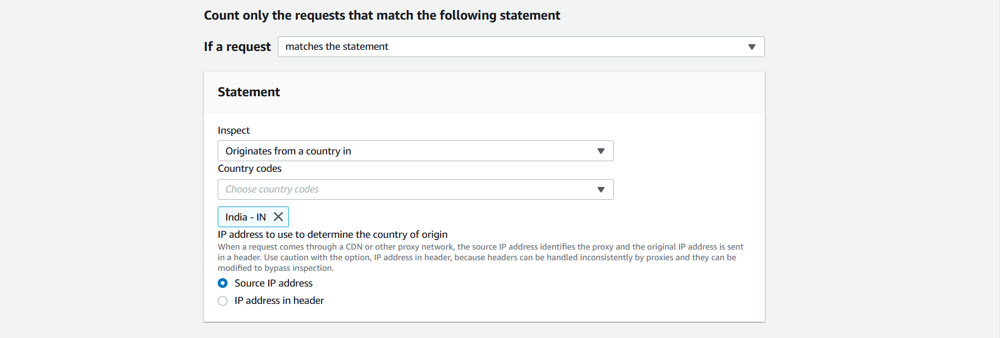 Count only the requests that match the following statement
If a request
matches the statement
Statement
Inspect
Originates from a country in
Country codes
Choose country codes
India - IN
IP address to use to determine the country of origin
When a request comes through a CDN or other proxy network, the source IP address identifies the proxy and the original IP address is sent
in a header. Use caution with the option, IP address in header, because headers can be handled inconsistently by proxies and they can be
modified to bypass inspection.
Source IP address
IP address in header